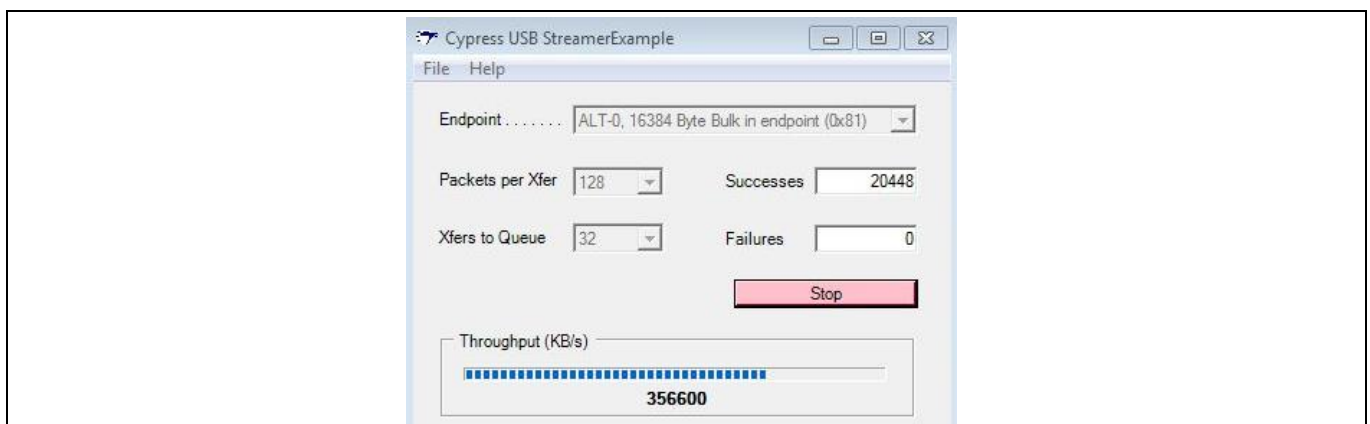 Cypress USB StreamerExample
File Help
Endpoint . . . . . . . ALT-0, 16384 Byte Bulk in endpoint (0x81)
Packets per Xfer 128 Successes 20448
Xfers to Queue 32 Failures 0
Stop
Throughput (KB/s)
356600